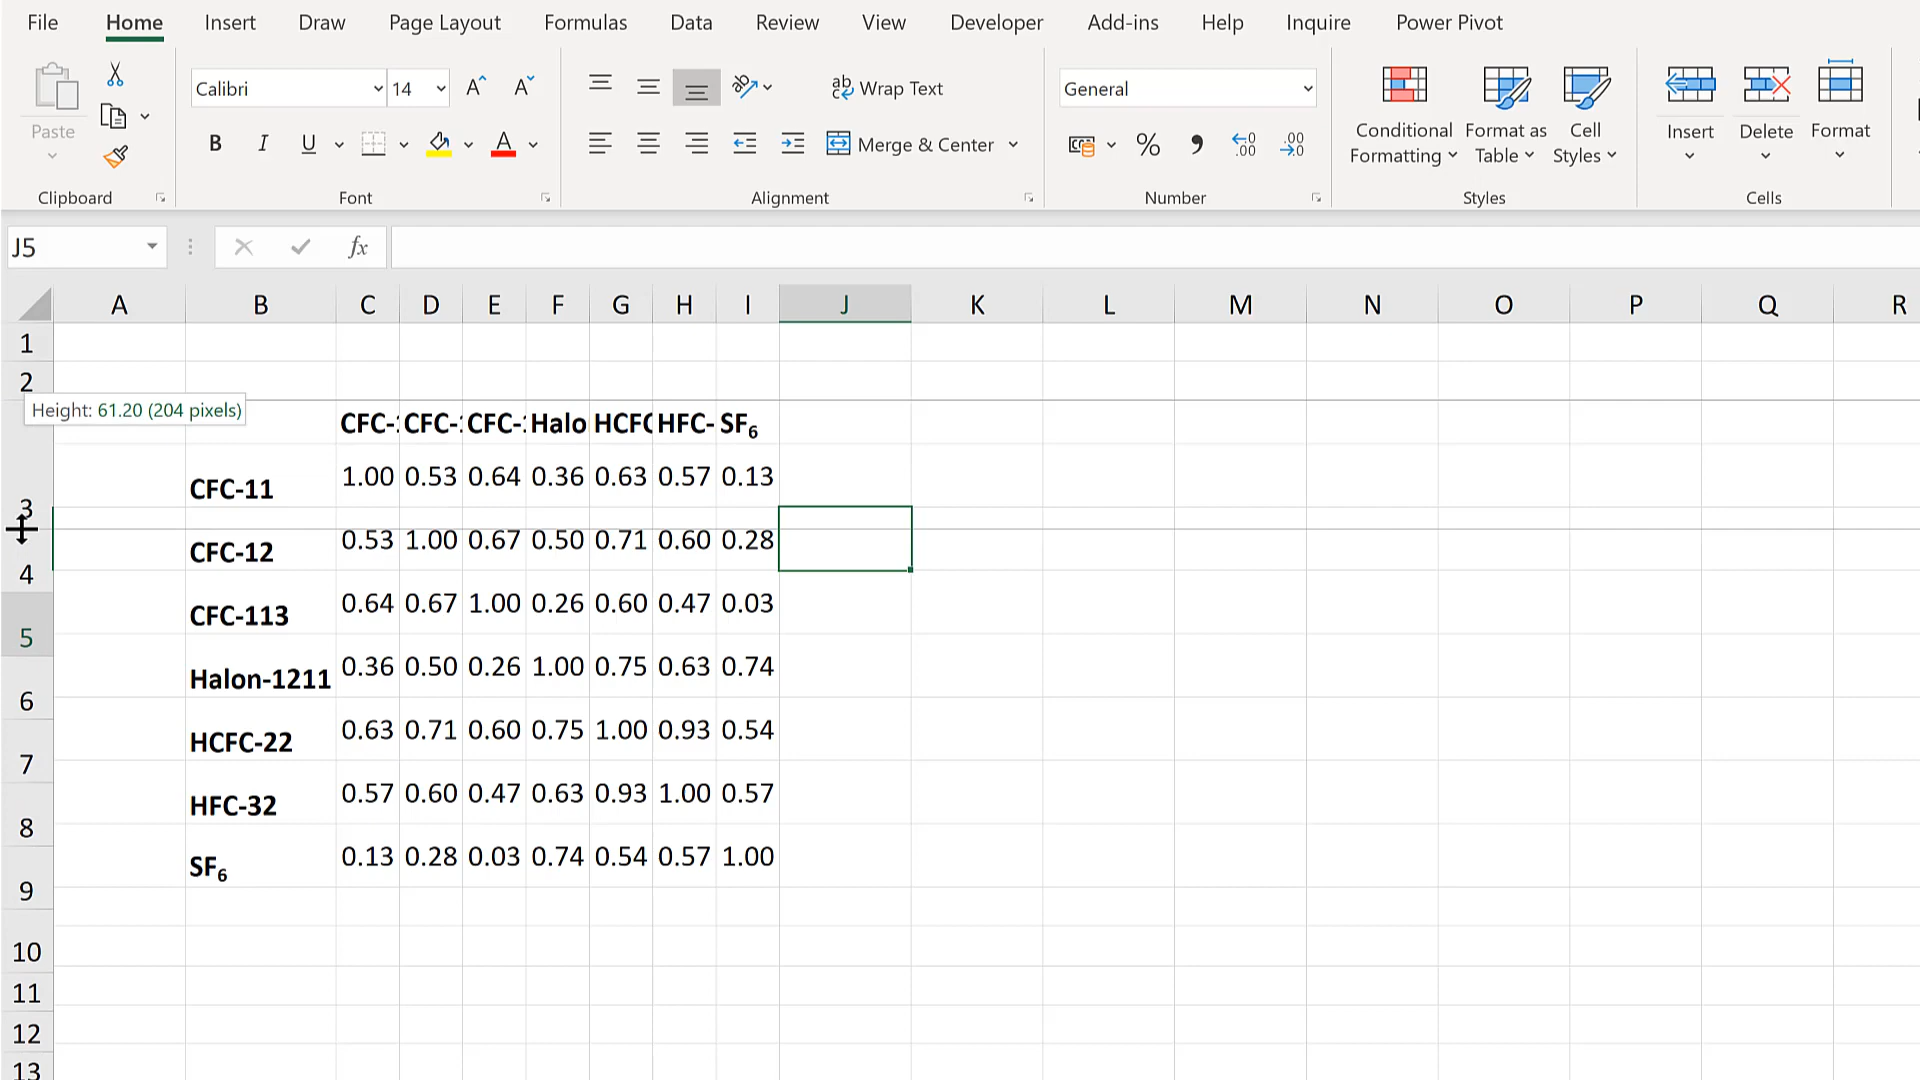 File Home Insert Draw Page Layout Formulas Data Review View Developer Add-ins Help Inquire Power Pivot
Paste
Clipboard
Calibri 14
B I U A
Font
ab Wrap Text
Merge & Center
Alignment
General
% , .00 .00
Number
Conditional Formatting
Format as Table
Cell Styles
Styles
Insert Delete Format
Cells
J5 fx
A B C D E F G H I J K L M N O P Q R
1
2
Height: 61.20 (204 pixels)
CFC- CFC- CFC- Halo HCFC HFC- SF6
3 CFC-11 1.00 0.53 0.64 0.36 0.63 0.57 0.13
4 CFC-12 0.53 1.00 0.67 0.50 0.71 0.60 0.28
5 CFC-113 0.64 0.67 1.00 0.26 0.60 0.47 0.03
6 Halon-1211 0.36 0.50 0.26 1.00 0.75 0.63 0.74
7 HCFC-22 0.63 0.71 0.60 0.75 1.00 0.93 0.54
8 HFC-32 0.57 0.60 0.47 0.63 0.93 1.00 0.57
9 SF6 0.13 0.28 0.03 0.74 0.54 0.57 1.00
10
11
12
13